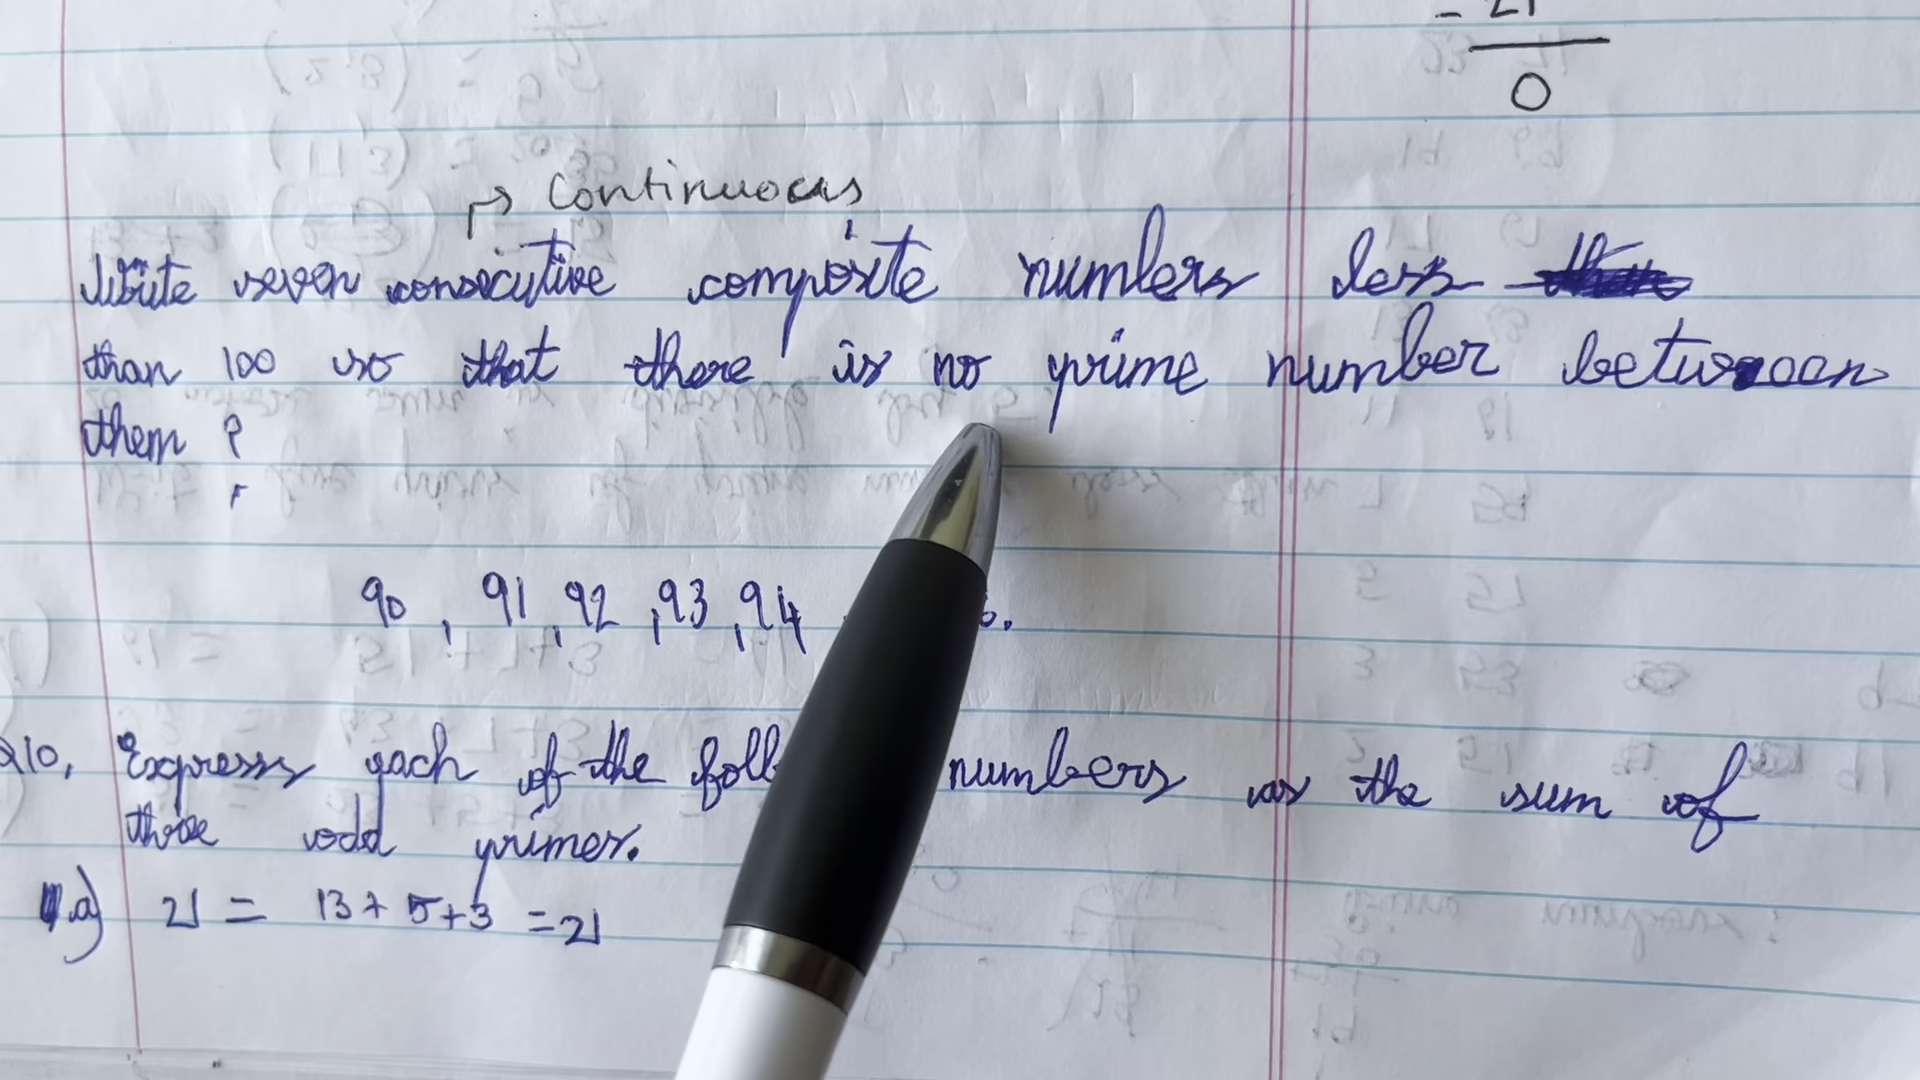 - 21
0
→ Continuous
Write seven consecutive composite numbers less
than 100 so that there is no prime number between
them ?
90 , 91 , 92 , 93 , 94
Q10. Express each of the numbers as the sum of
three odd primes.
a) 21 = 13 + 5 + 3 = 21